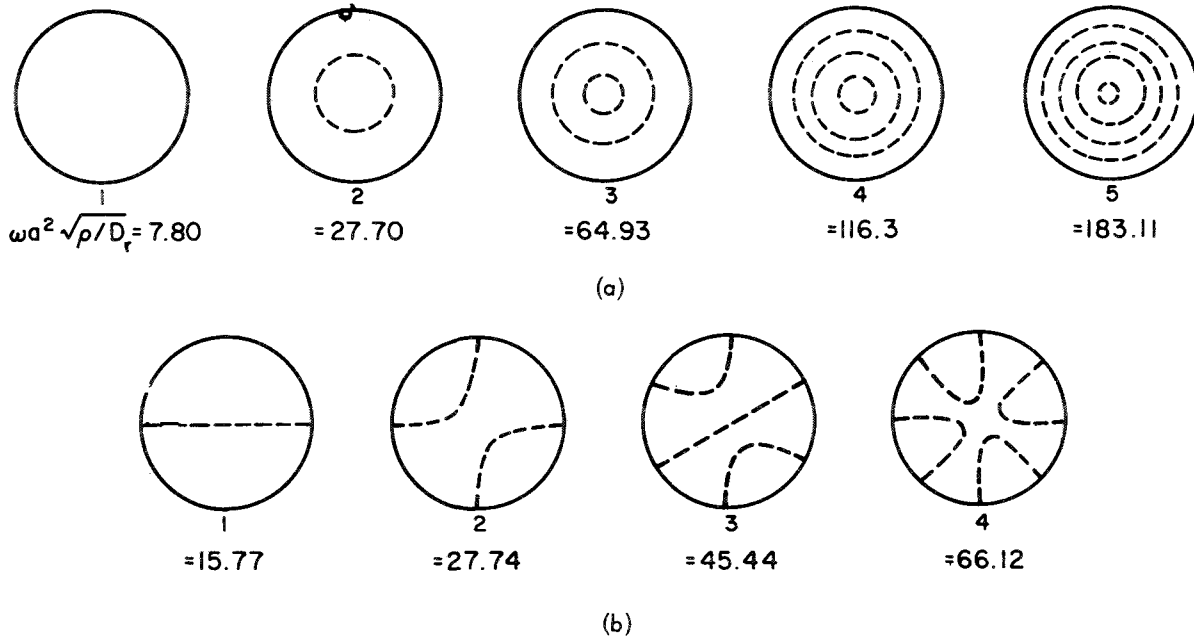 1 2 3 4 5
ωa² √ρ/D_r = 7.80 =27.70 =64.93 =116.3 =183.11
(a)
1 2 3 4
=15.77 =27.74 =45.44 =66.12
(b)